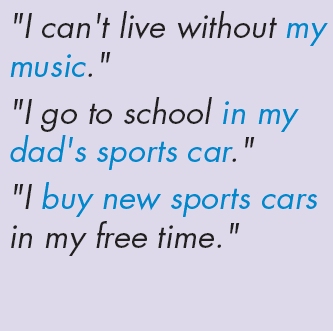 "I can't live without my
music."
"I go to school in my
dad's sports car."
"I buy new sports cars
in my free time."